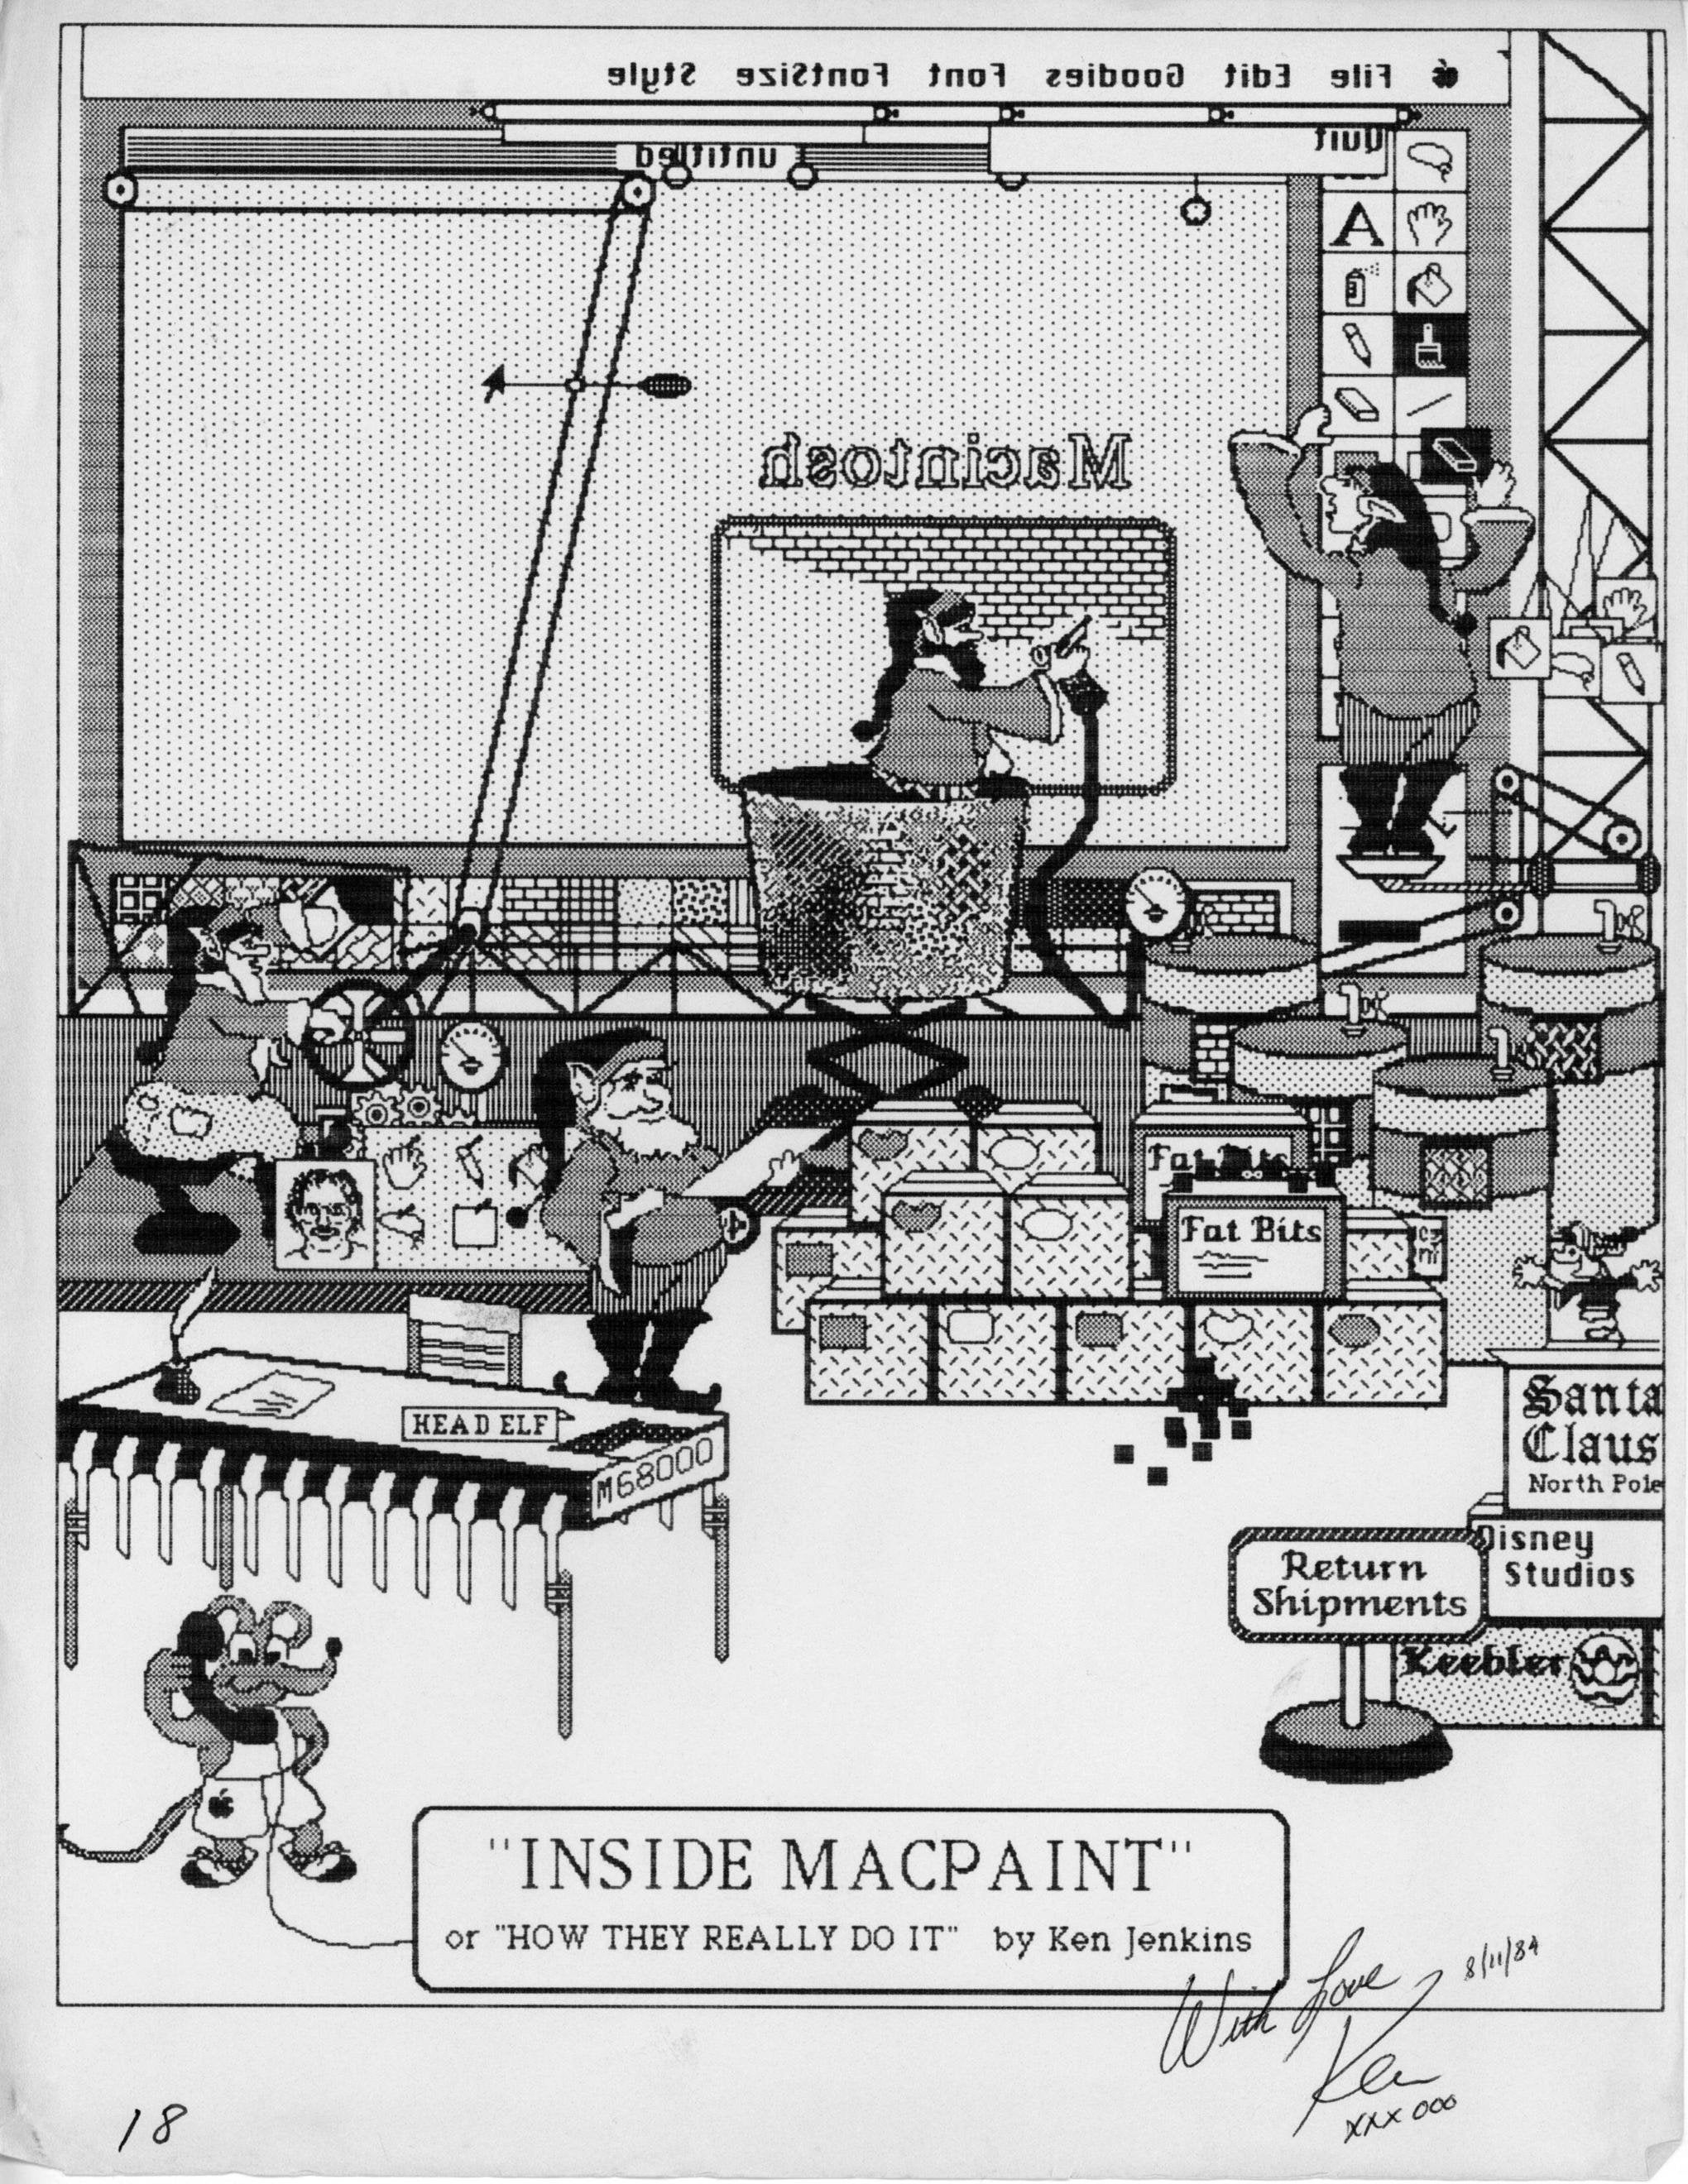 File Edit Goodies Font FontSize Style
Quit
untitled
A
Macintosh
Fat Bits
Fat Bits
HEAD ELF
M68000
Santa
Claus
North Pole
Disney
Studios
Return
Shipments
Keebler
"INSIDE MACPAINT"
or "HOW THEY REALLY DO IT" by Ken Jenkins
With Love
8/11/84
Ken
XXX OOO
18